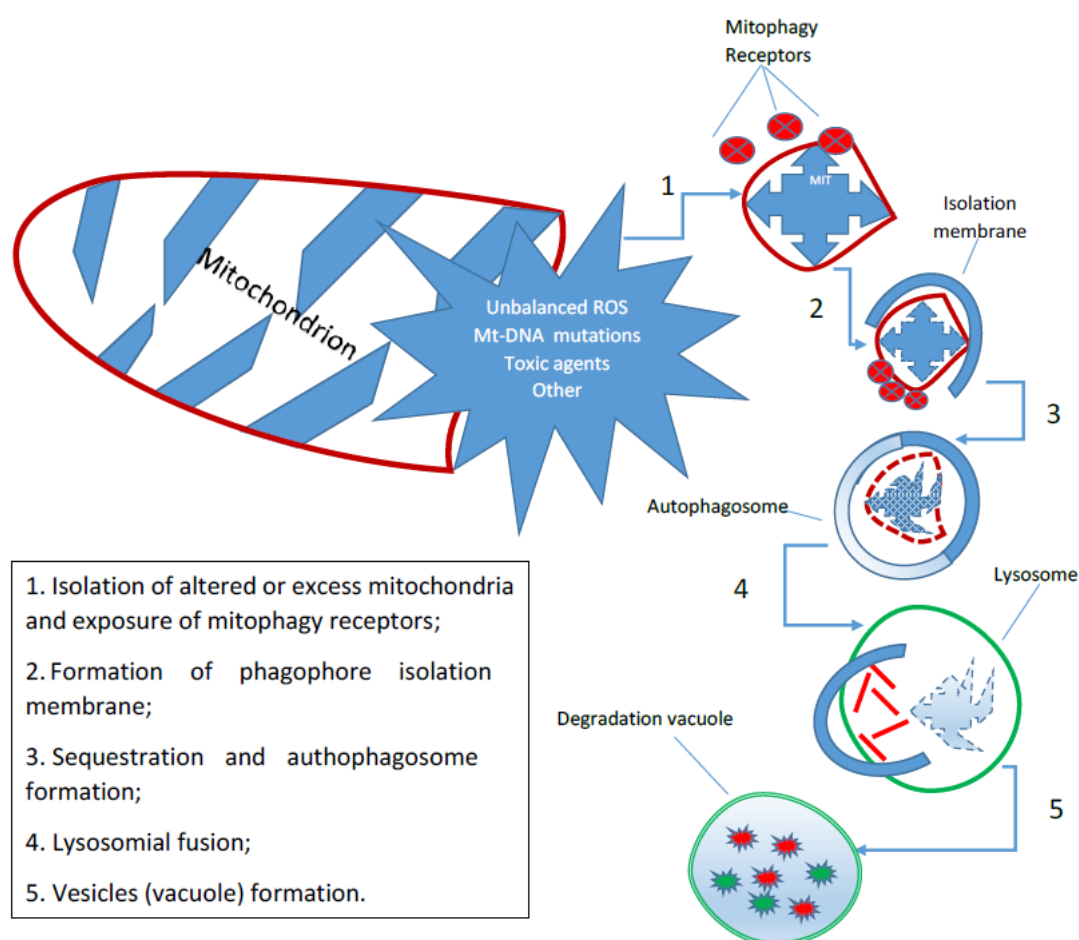 Mitophagy
Receptors
1
MIT
Isolation
membrane
Mitochondrion
Unbalanced ROS
Mt-DNA mutations
Toxic agents
Other
2
3
Autophagosome
4
Lysosome
Degradation vacuole
5
1. Isolation of altered or excess mitochondria
and exposure of mitophagy receptors;
2. Formation of phagophore isolation
membrane;
3. Sequestration and authophagosome
formation;
4. Lysosomial fusion;
5. Vesicles (vacuole) formation.